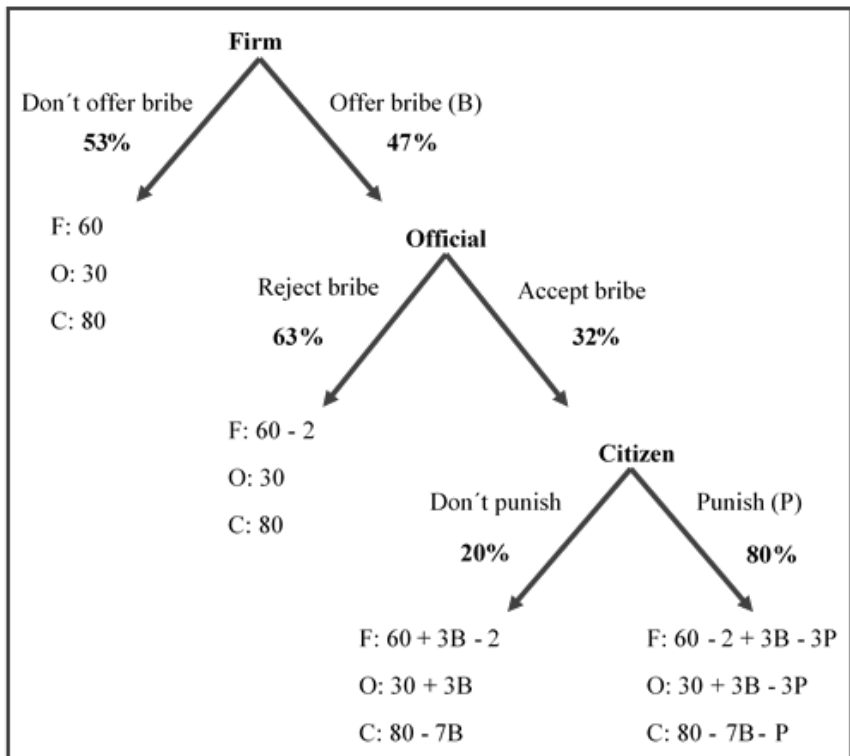 Firm
Don´t offer bribe Offer bribe (B)
53% 47%
F: 60
O: 30
C: 80
Official
Reject bribe Accept bribe
63% 32%
F: 60 - 2
O: 30
C: 80
Citizen
Don´t punish Punish (P)
20% 80%
F: 60 + 3B - 2 F: 60 - 2 + 3B - 3P
O: 30 + 3B O: 30 + 3B - 3P
C: 80 - 7B C: 80 - 7B - P